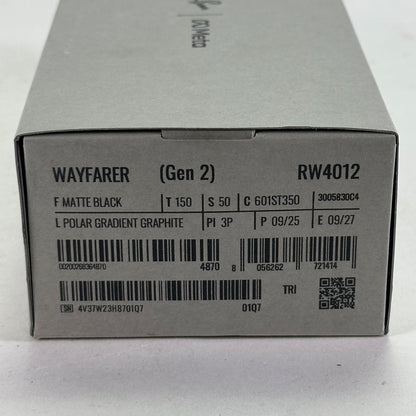 Meta
WAYFARER (Gen 2) RW4012
F MATTE BLACK T 150 S 50 C 601ST350 3005830C4
L POLAR GRADIENT GRAPHITE PI 3P P 09/25 E 09/27
00200266364870 4870 8 056262 721414
SN 4V37W23H8701Q7 01Q7 TRI